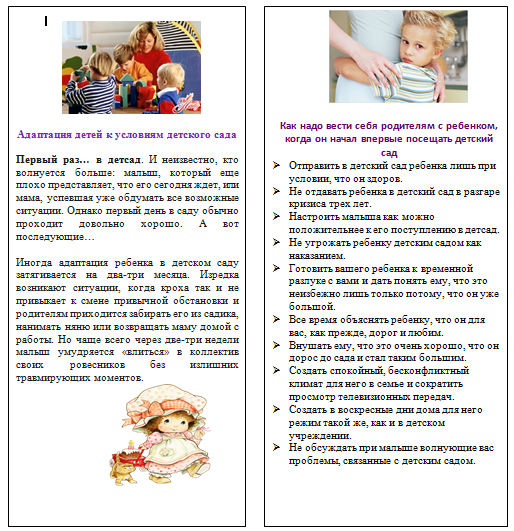 Адаптация детей к условиям детского сада
Первый раз… в детсад. И неизвестно, кто
волнуется больше: малыш, который еще
плохо представляет, что его сегодня ждет, или
мама, успевшая уже обдумать все возможные
ситуации. Однако первый день в саду обычно
проходит довольно хорошо. А вот
последующие…
Иногда адаптация ребенка в детском саду
затягивается на два-три месяца. Изредка
возникают ситуации, когда кроха так и не
привыкает к смене привычной обстановки и
родителям приходится забирать его из садика,
нанимать няню или возвращать маму домой с
работы. Но чаще всего через две-три недели
малыш умудряется «влиться» в коллектив
своих ровесников без излишних
травмирующих моментов.
Как надо вести себя родителям с ребенком,
когда он начал впервые посещать детский
сад
➢ Отправить в детский сад ребенка лишь при
условии, что он здоров.
➢ Не отдавать ребенка в детский сад в разгаре
кризиса трех лет.
➢ Настроить малыша как можно
положительнее к его поступлению в детсад.
➢ Не угрожать ребенку детским садом как
наказанием.
➢ Готовить вашего ребенка к временной
разлуке с вами и дать понять ему, что это
неизбежно лишь только потому, что он уже
большой.
➢ Все время объяснять ребенку, что он для
вас, как прежде, дорог и любим.
➢ Внушать ему, что это очень хорошо, что он
дорос до сада и стал таким большим.
➢ Создать спокойный, бесконфликтный
климат для него в семье и сократить
просмотр телевизионных передач.
➢ Создать в воскресные дни дома для него
режим такой же, как и в детском
учреждении.
➢ Не обсуждать при малыше волнующие вас
проблемы, связанные с детским садом.